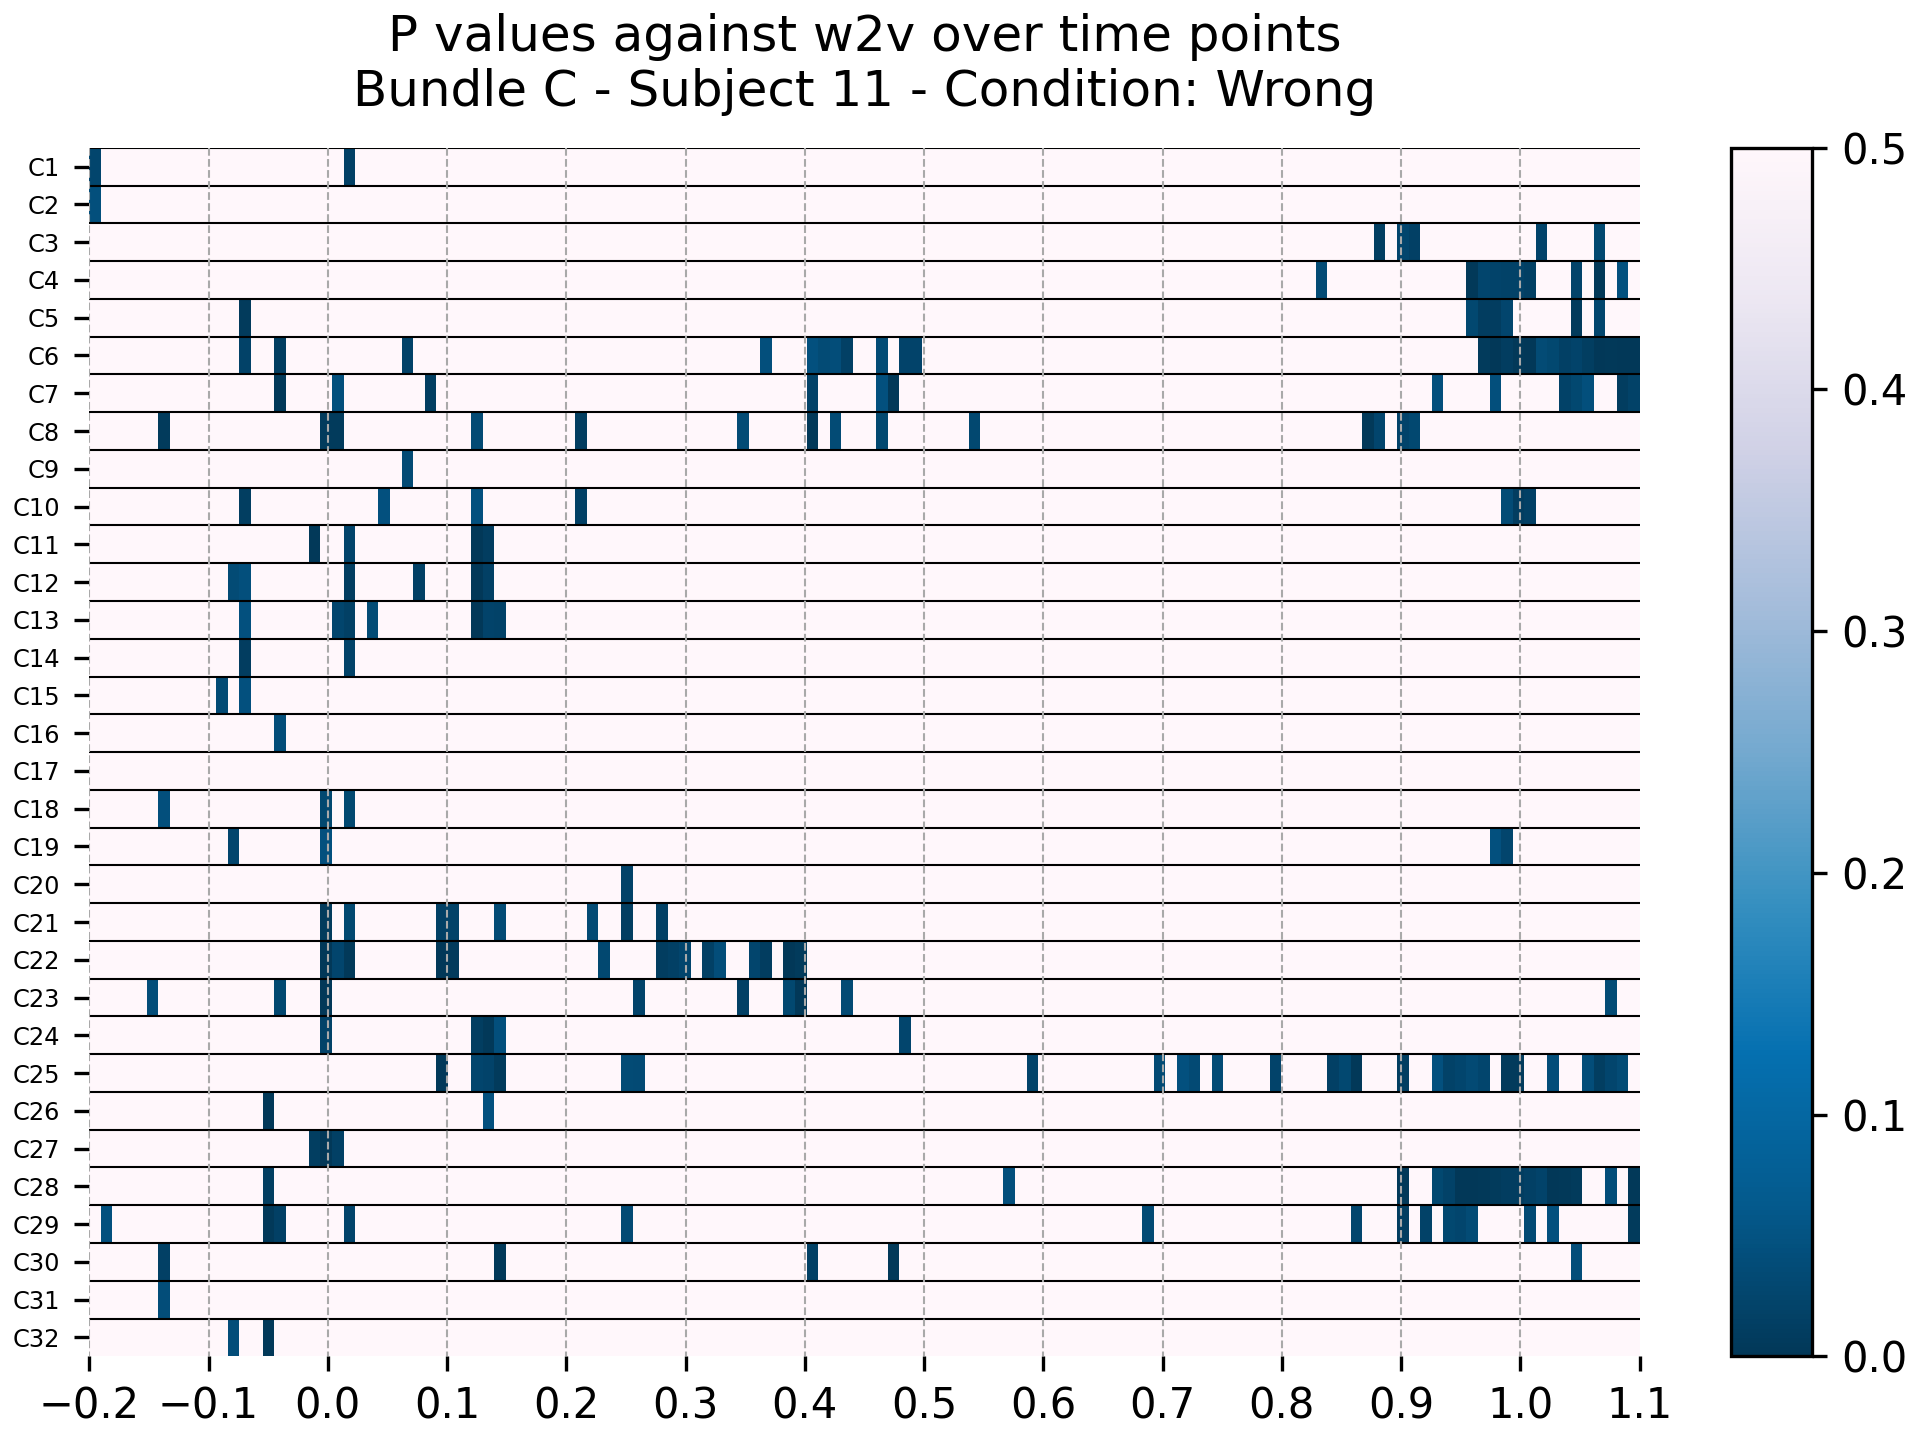 P values against w2v over time points
Bundle C - Subject 11 - Condition: Wrong
C1
C2
C3
C4
C5
C6
C7
C8
C9
C10
C11
C12
C13
C14
C15
C16
C17
C18
C19
C20
C21
C22
C23
C24
C25
C26
C27
C28
C29
C30
C31
C32
−0.2 −0.1 0.0 0.1 0.2 0.3 0.4 0.5 0.6 0.7 0.8 0.9 1.0 1.1
0.5
0.4
0.3
0.2
0.1
0.0